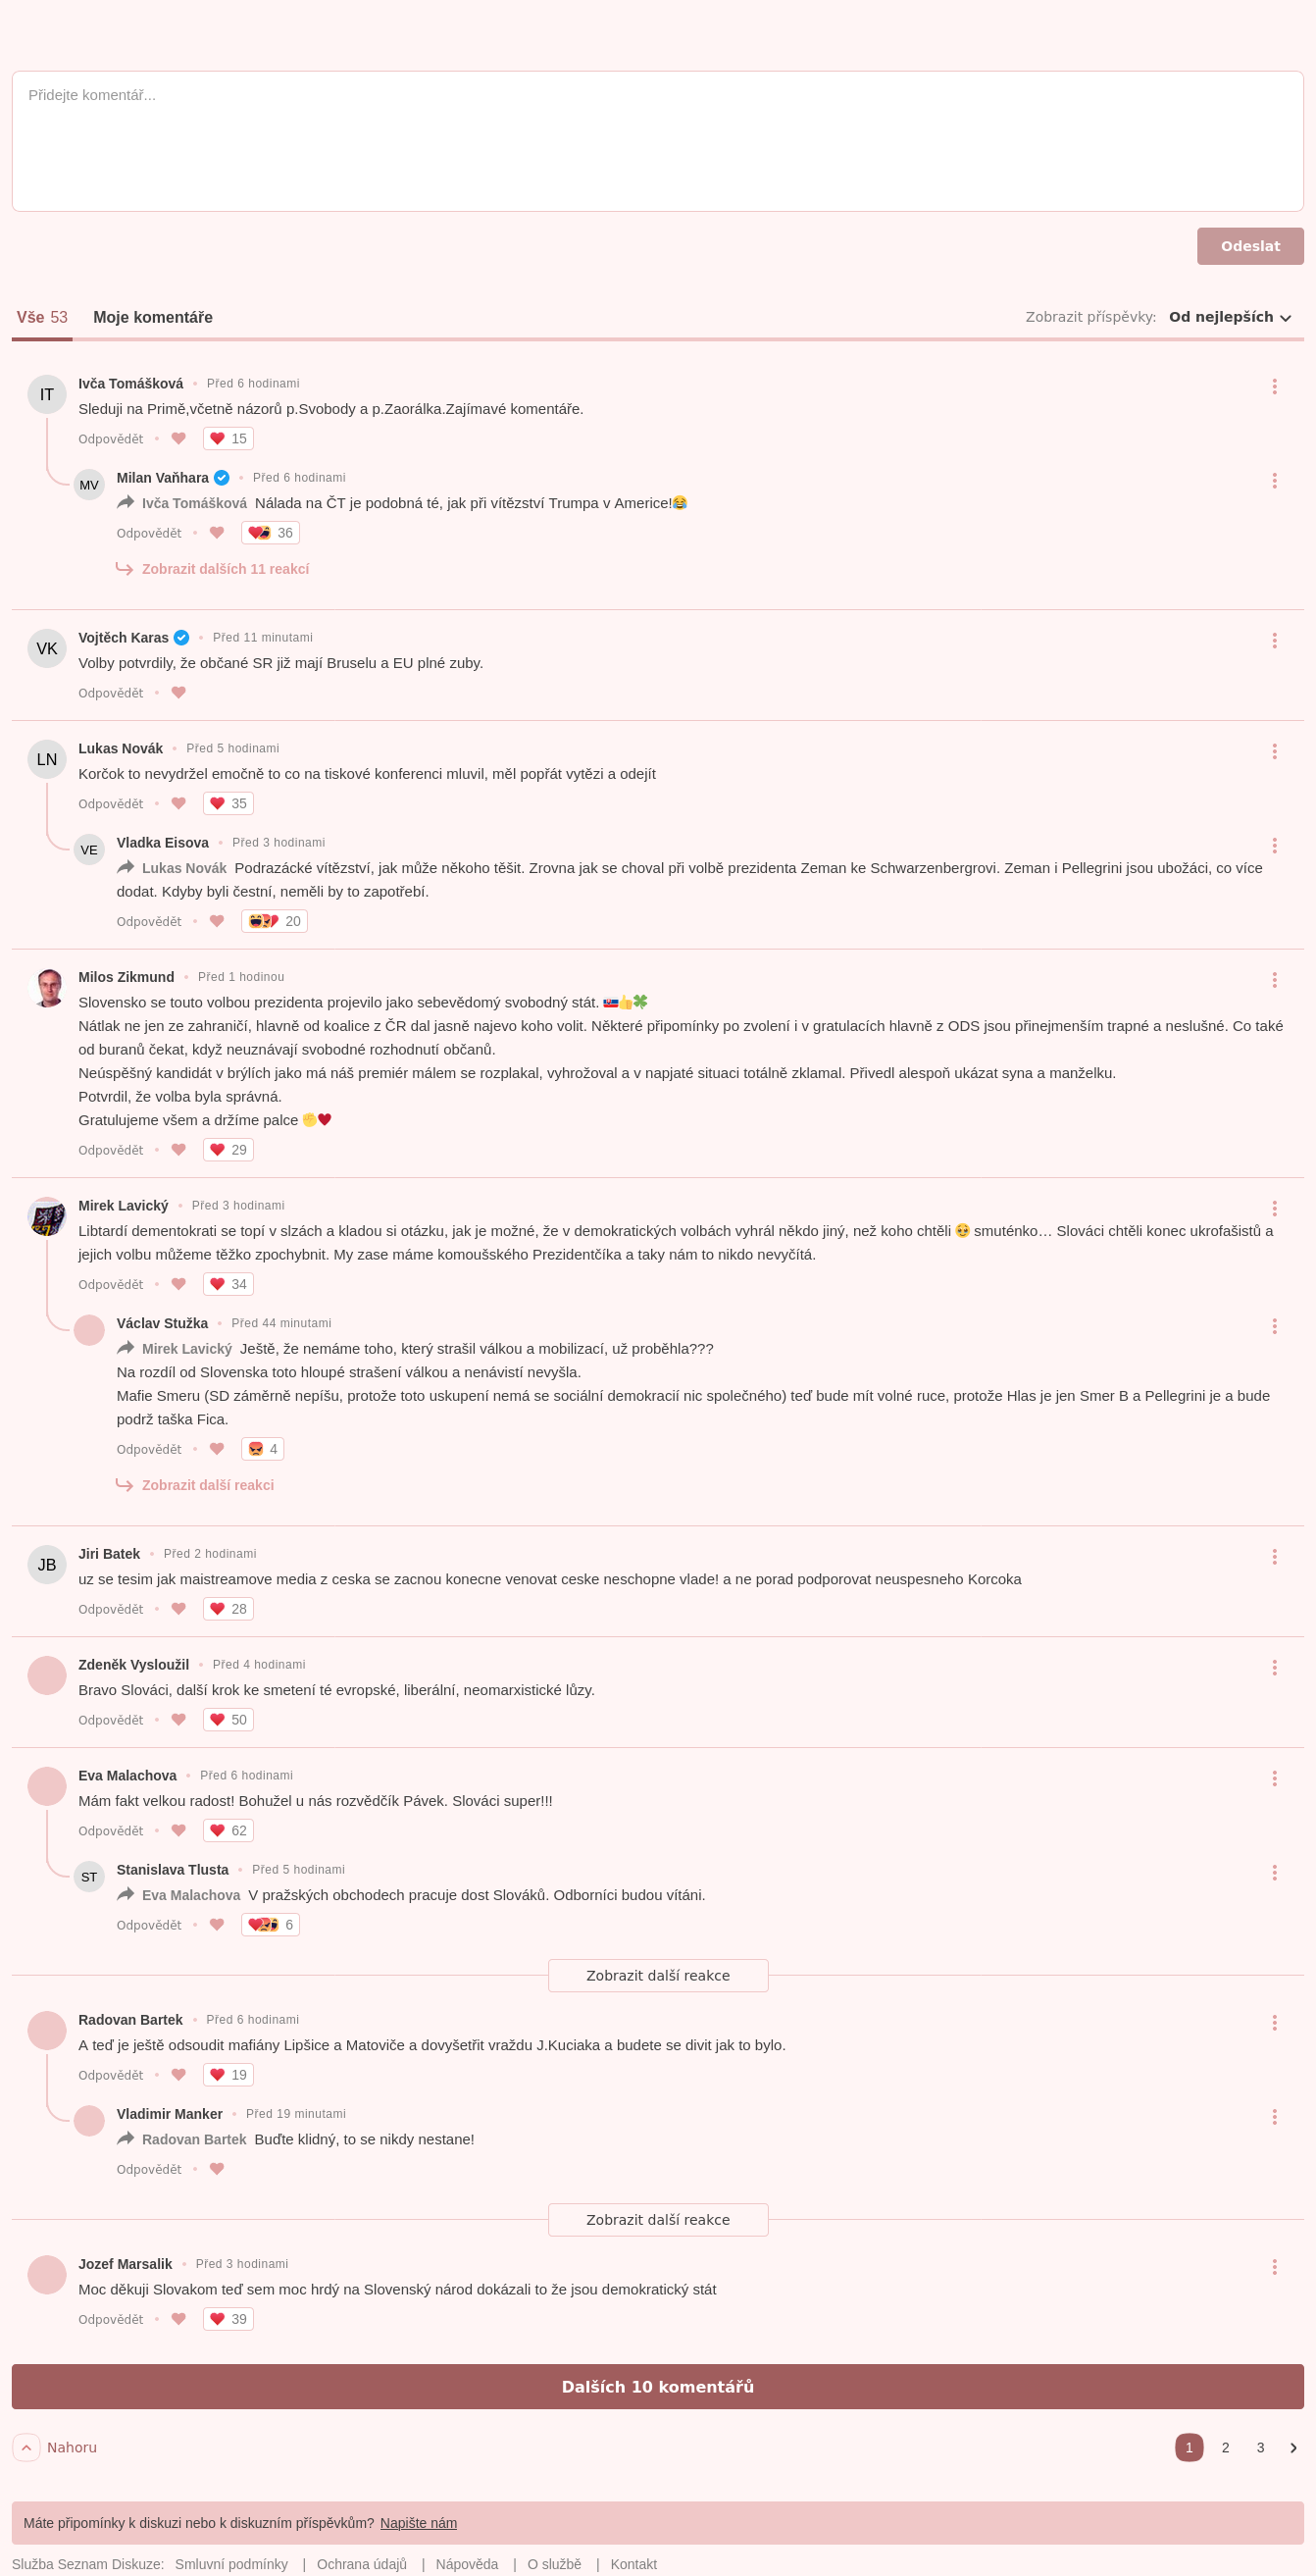 Přidejte komentář...
Odeslat
Vše 53 Moje komentáře Zobrazit příspěvky: Od nejlepších
IT Ivča Tomášková • Před 6 hodinami
Sleduji na Primě,včetně názorů p.Svobody a p.Zaorálka.Zajímavé komentáře.
Odpovědět • 15
MV Milan Vaňhara • Před 6 hodinami
Ivča Tomášková Nálada na ČT je podobná té, jak při vítězství Trumpa v Americe!😂
Odpovědět • 36
Zobrazit dalších 11 reakcí
VK Vojtěch Karas • Před 11 minutami
Volby potvrdily, že občané SR již mají Bruselu a EU plné zuby.
Odpovědět •
LN Lukas Novák • Před 5 hodinami
Korčok to nevydržel emočně to co na tiskové konferenci mluvil, měl popřát vytězi a odejít
Odpovědět • 35
VE Vladka Eisova • Před 3 hodinami
Lukas Novák Podrazácké vítězství, jak může někoho těšit. Zrovna jak se choval při volbě prezidenta Zeman ke Schwarzenbergrovi. Zeman i Pellegrini jsou ubožáci, co více
dodat. Kdyby byli čestní, neměli by to zapotřebí.
Odpovědět • 20
Milos Zikmund • Před 1 hodinou
Slovensko se touto volbou prezidenta projevilo jako sebevědomý svobodný stát. 🇸🇰👍🍀
Nátlak ne jen ze zahraničí, hlavně od koalice z ČR dal jasně najevo koho volit. Některé připomínky po zvolení i v gratulacích hlavně z ODS jsou přinejmenším trapné a neslušné. Co také
od buranů čekat, když neuznávají svobodné rozhodnutí občanů.
Neúspěšný kandidát v brýlích jako má náš premiér málem se rozplakal, vyhrožoval a v napjaté situaci totálně zklamal. Přivedl alespoň ukázat syna a manželku.
Potvrdil, že volba byla správná.
Gratulujeme všem a držíme palce ✊♥
Odpovědět • 29
Mirek Lavický • Před 3 hodinami
Libtardí dementokrati se topí v slzách a kladou si otázku, jak je možné, že v demokratických volbách vyhrál někdo jiný, než koho chtěli 🥹 smuténko… Slováci chtěli konec ukrofašistů a
jejich volbu můžeme těžko zpochybnit. My zase máme komoušského Prezidentčíka a taky nám to nikdo nevyčítá.
Odpovědět • 34
Václav Stužka • Před 44 minutami
Mirek Lavický Ještě, že nemáme toho, který strašil válkou a mobilizací, už proběhla???
Na rozdíl od Slovenska toto hloupé strašení válkou a nenávistí nevyšla.
Mafie Smeru (SD záměrně nepíšu, protože toto uskupení nemá se sociální demokracií nic společného) teď bude mít volné ruce, protože Hlas je jen Smer B a Pellegrini je a bude
podrž taška Fica.
Odpovědět • 4
Zobrazit další reakci
JB Jiri Batek • Před 2 hodinami
uz se tesim jak maistreamove media z ceska se zacnou konecne venovat ceske neschopne vlade! a ne porad podporovat neuspesneho Korcoka
Odpovědět • 28
Zdeněk Vysloužil • Před 4 hodinami
Bravo Slováci, další krok ke smetení té evropské, liberální, neomarxistické lůzy.
Odpovědět • 50
Eva Malachova • Před 6 hodinami
Mám fakt velkou radost! Bohužel u nás rozvědčík Pávek. Slováci super!!!
Odpovědět • 62
ST Stanislava Tlusta • Před 5 hodinami
Eva Malachova V pražských obchodech pracuje dost Slováků. Odborníci budou vítáni.
Odpovědět • 6
Zobrazit další reakce
Radovan Bartek • Před 6 hodinami
A teď je ještě odsoudit mafiány Lipšice a Matoviče a dovyšetřit vraždu J.Kuciaka a budete se divit jak to bylo.
Odpovědět • 19
Vladimir Manker • Před 19 minutami
Radovan Bartek Buďte klidný, to se nikdy nestane!
Odpovědět •
Zobrazit další reakce
Jozef Marsalik • Před 3 hodinami
Moc děkuji Slovakom teď sem moc hrdý na Slovenský národ dokázali to že jsou demokratický stát
Odpovědět • 39
Dalších 10 komentářů
Nahoru 1 2 3
Máte připomínky k diskuzi nebo k diskuzním příspěvkům? Napište nám
Služba Seznam Diskuze: Smluvní podmínky | Ochrana údajů | Nápověda | O službě | Kontakt